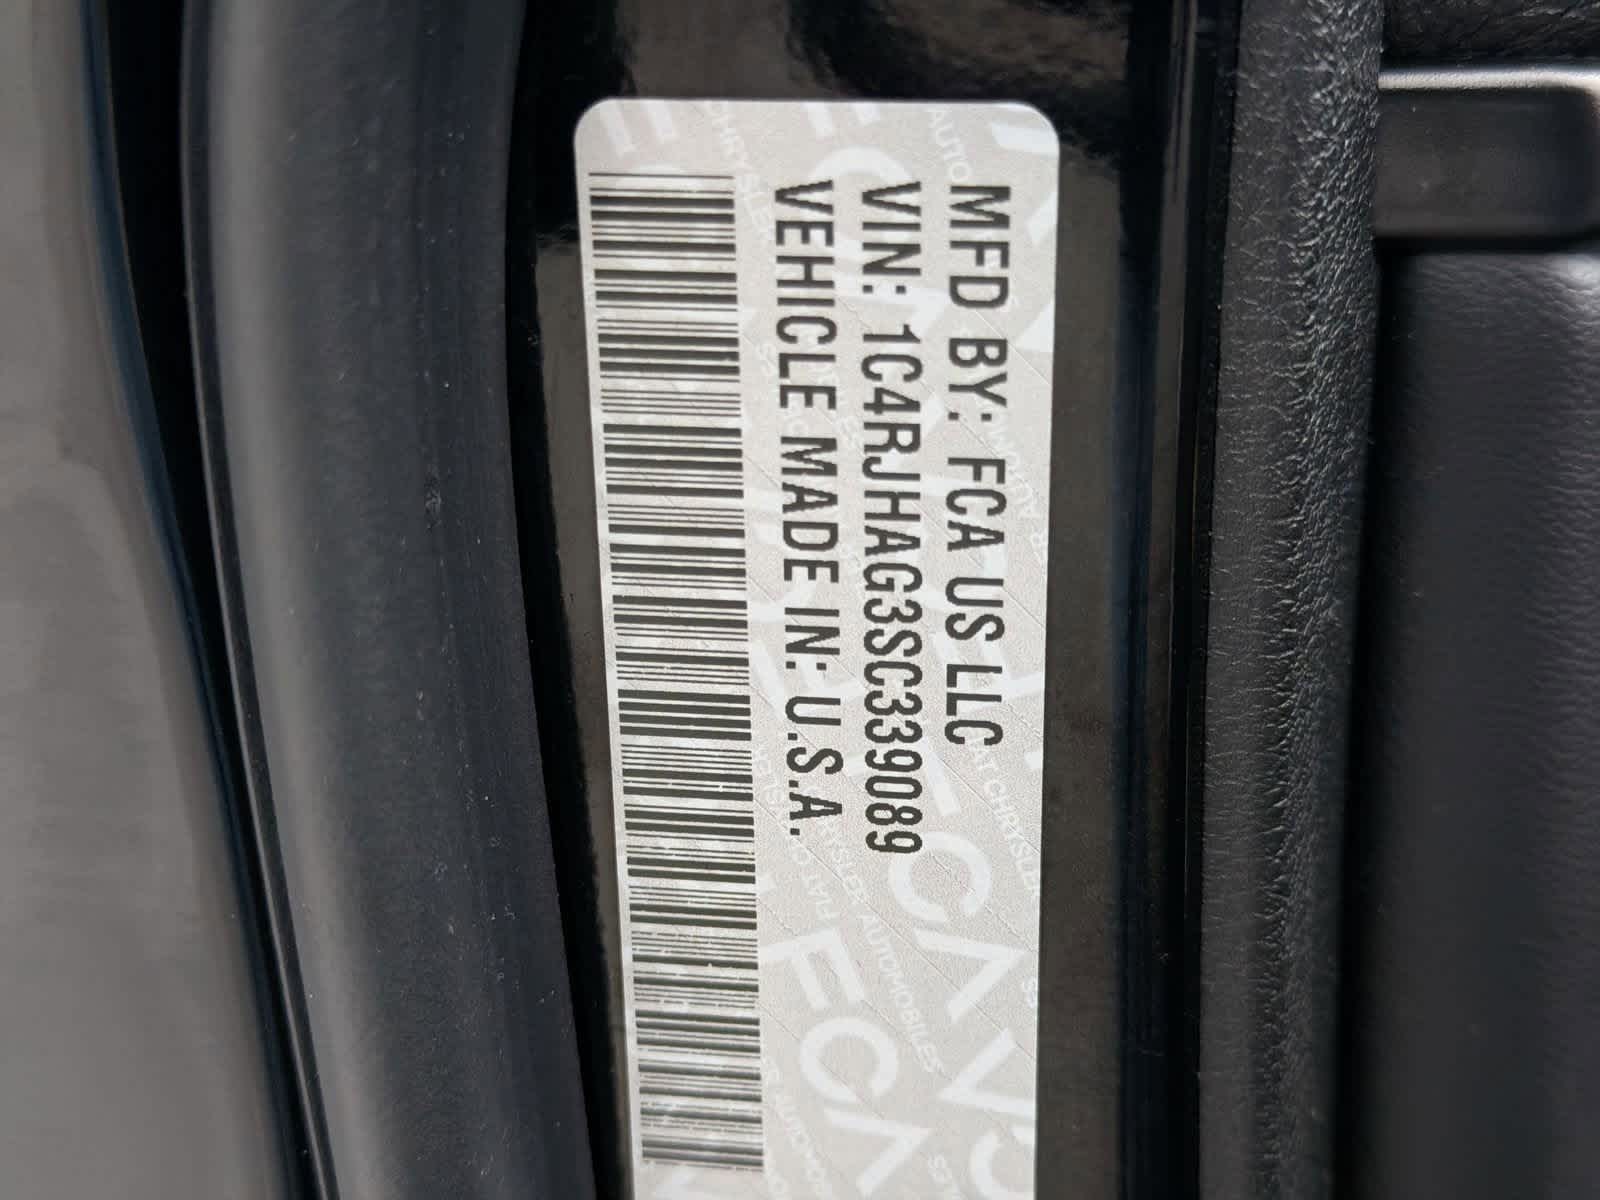 MFD BY: FCA US LLC
VIN: 1C4RJHAG3SC339089
VEHICLE MADE IN: U.S.A.